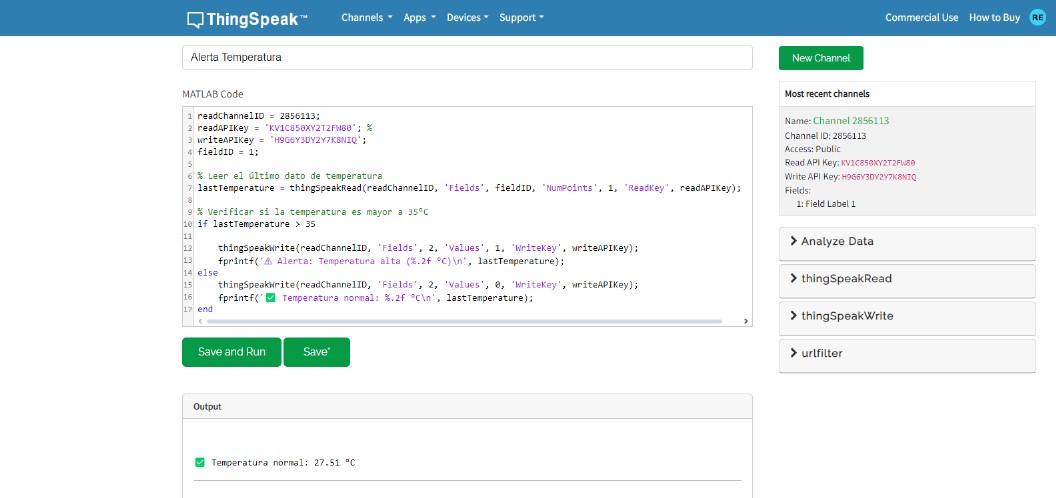 ThingSpeak™
Channels Apps Devices Support
Commercial Use How to Buy RE
Alerta Temperatura
MATLAB Code
1 readChannelID = 2856113;
2 readAPIKey = 'KV1C850XY2T2FW80'; %
3 writeAPIKey = 'H9G6Y3DY2Y7K8NIQ';
4 fieldID = 1;
5
6 % Leer el último dato de temperatura
7 lastTemperature = thingSpeakRead(readChannelID, 'Fields', fieldID, 'NumPoints', 1, 'ReadKey', readAPIKey);
8
9 % Verificar si la temperatura es mayor a 35°C
10 if lastTemperature > 35
11
12 thingSpeakWrite(readChannelID, 'Fields', 2, 'Values', 1, 'WriteKey', writeAPIKey);
13 fprintf('⚠ Alerta: Temperatura alta (%.2f °C)\n', lastTemperature);
14 else
15 thingSpeakWrite(readChannelID, 'Fields', 2, 'Values', 0, 'WriteKey', writeAPIKey);
16 fprintf('✅ Temperatura normal: %.2f °C\n', lastTemperature);
17 end
Save and Run Save*
Output
✅ Temperatura normal: 27.51 °C
New Channel
Most recent channels
Name: Channel 2856113
Channel ID: 2856113
Access: Public
Read API Key: KV1C850XY2T2FW80
Write API Key: H9G6Y3DY2Y7K8NIQ
Fields:
1: Field Label 1
Analyze Data
thingSpeakRead
thingSpeakWrite
urlfilter